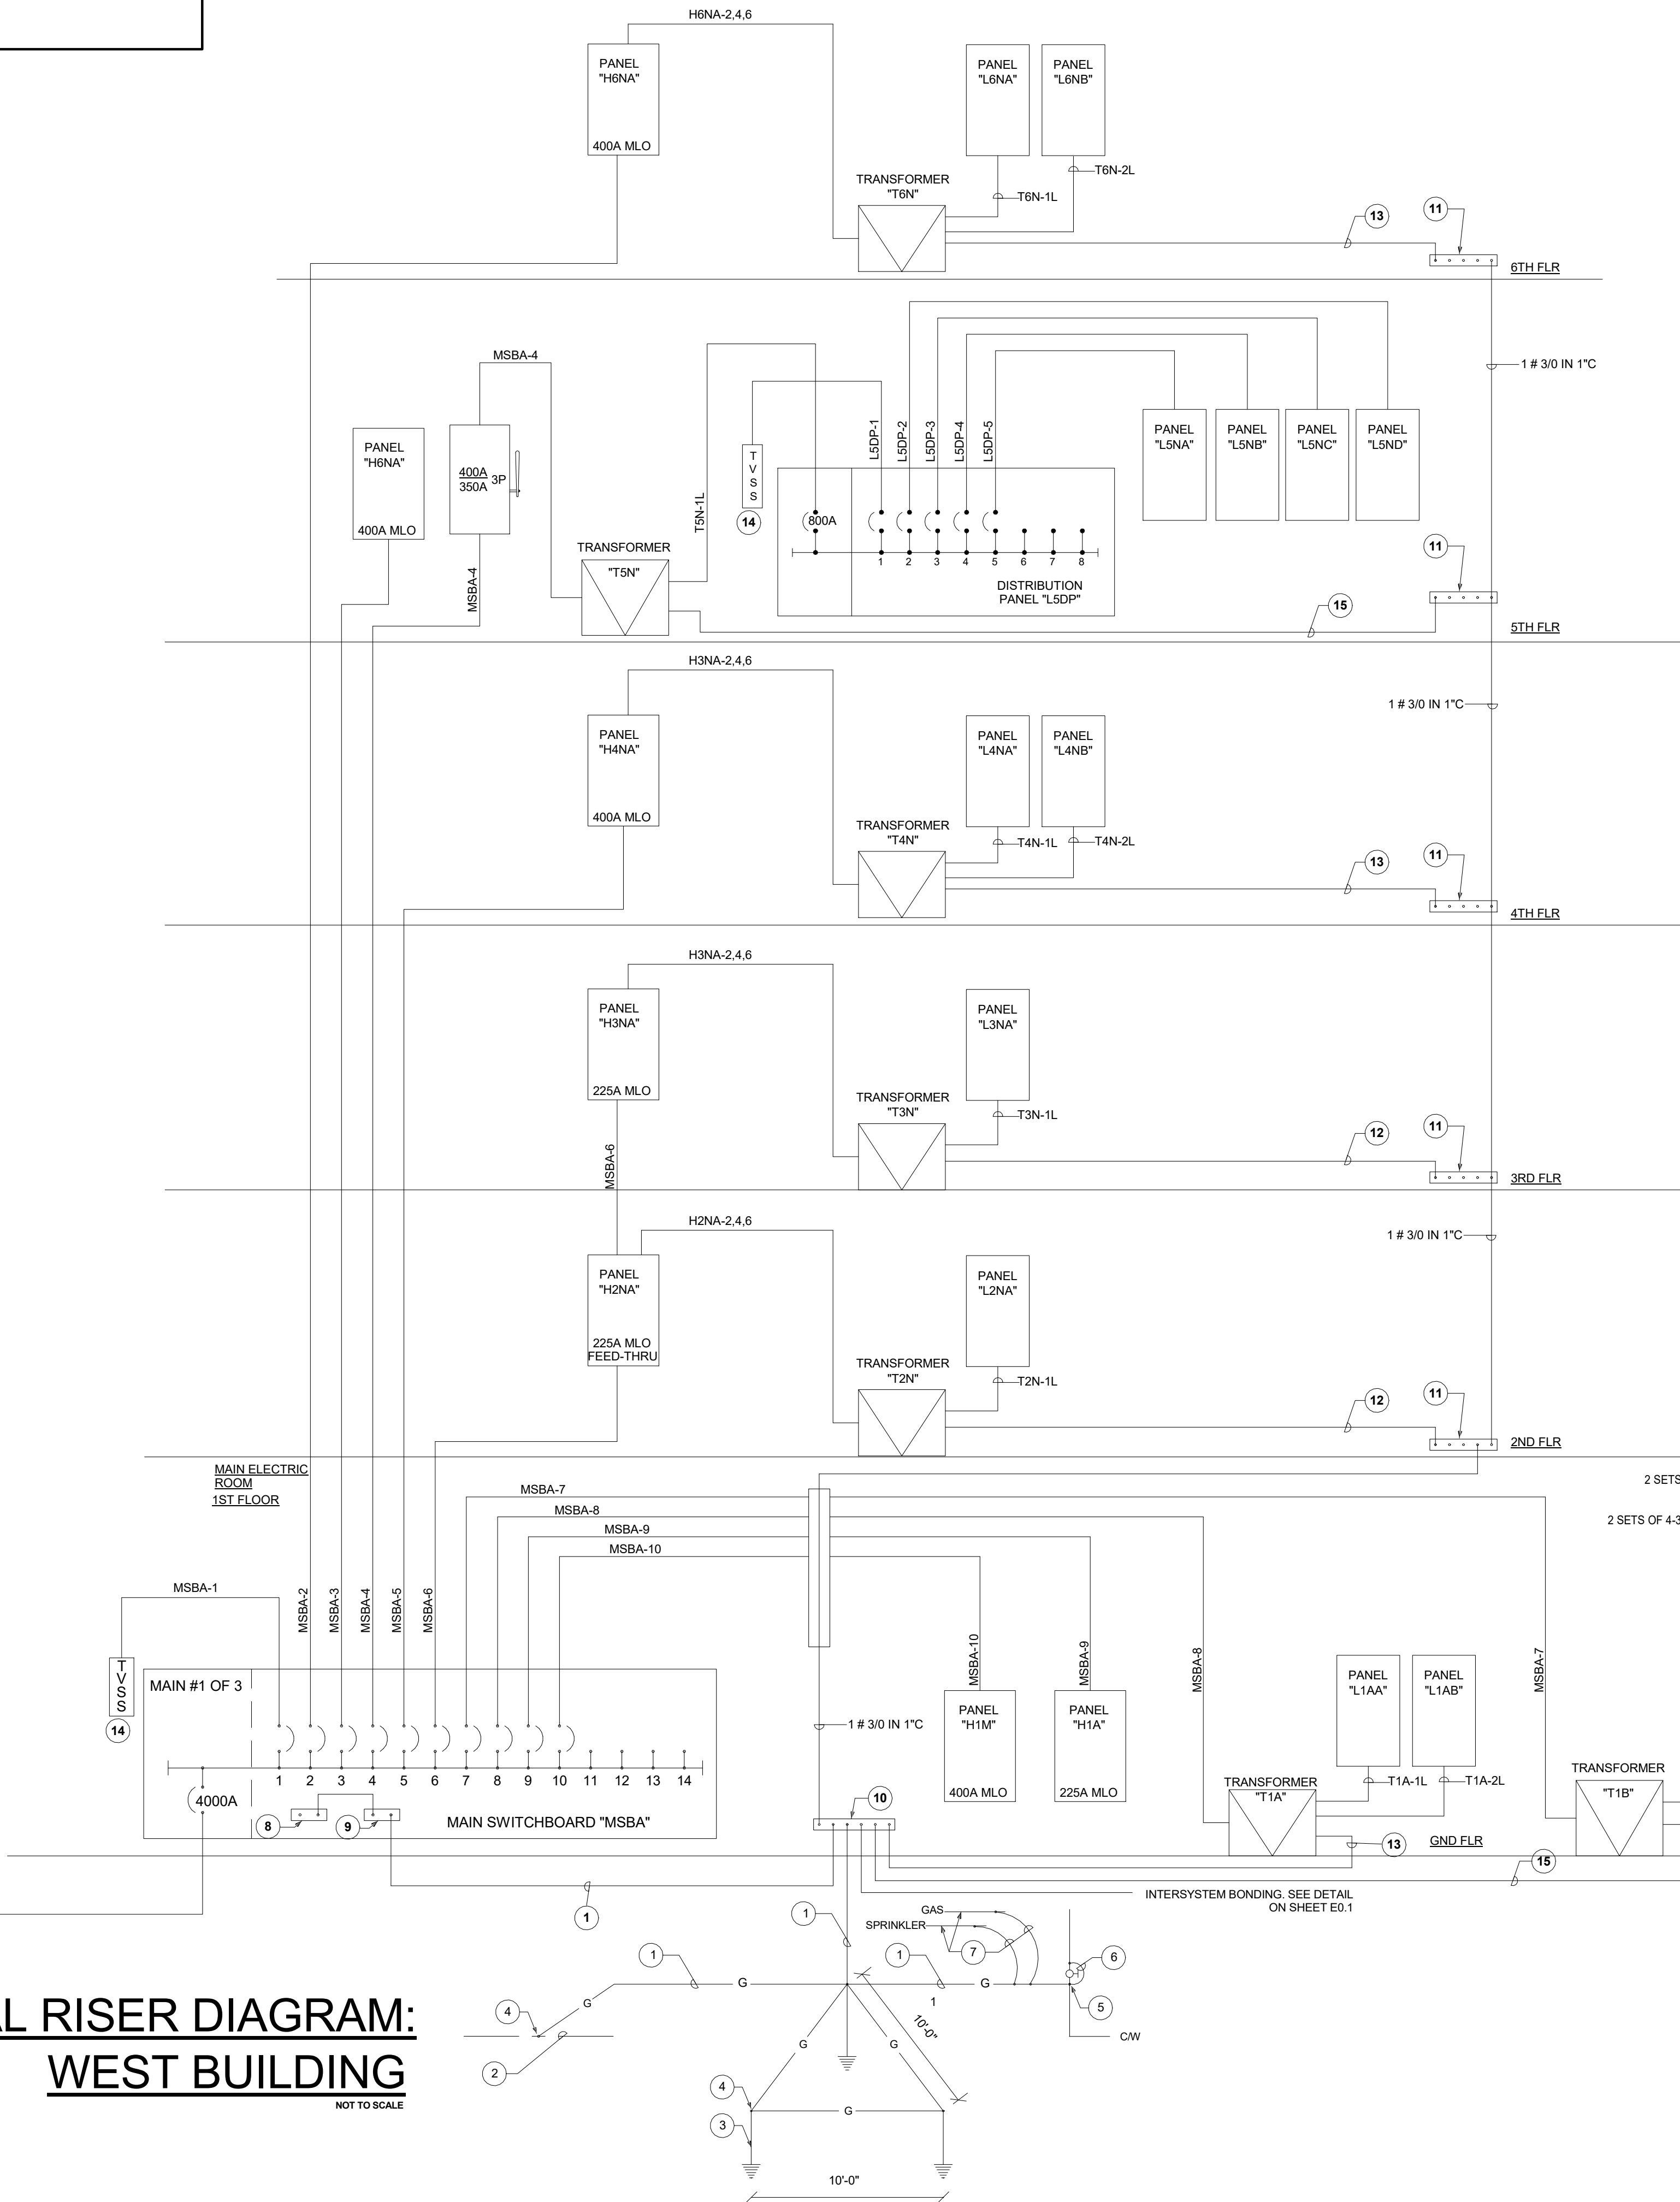 H6NA-2,4,6
PANEL
"H6NA"
400A MLO
PANEL
"L6NA"
PANEL
"L6NB"
T6N-2L
T6N-1L
TRANSFORMER
"T6N"
13
11
6TH FLR
MSBA-4
1 # 3/0 IN 1"C
PANEL
"H6NA"
400A MLO
400A
350A
3P
MSBA-4
T5N-1L
T
V
S
S
14
L5DP-1
L5DP-2
L5DP-3
L5DP-4
L5DP-5
800A
1
2
3
4
5
6
7
8
DISTRIBUTION
PANEL "L5DP"
PANEL
"L5NA"
PANEL
"L5NB"
PANEL
"L5NC"
PANEL
"L5ND"
TRANSFORMER
"T5N"
11
15
5TH FLR
H3NA-2,4,6
1 # 3/0 IN 1"C
PANEL
"H4NA"
400A MLO
PANEL
"L4NA"
PANEL
"L4NB"
T4N-1L
T4N-2L
TRANSFORMER
"T4N"
13
11
4TH FLR
H3NA-2,4,6
PANEL
"H3NA"
225A MLO
PANEL
"L3NA"
T3N-1L
TRANSFORMER
"T3N"
12
11
3RD FLR
MSBA-6
H2NA-2,4,6
1 # 3/0 IN 1"C
PANEL
"H2NA"
225A MLO
FEED-THRU
PANEL
"L2NA"
T2N-1L
TRANSFORMER
"T2N"
12
11
2ND FLR
MAIN ELECTRIC
ROOM
1ST FLOOR
2 SETS
2 SETS OF 4-3
MSBA-7
MSBA-8
MSBA-9
MSBA-10
MSBA-1
MSBA-2
MSBA-3
MSBA-4
MSBA-5
MSBA-6
MSBA-10
MSBA-9
MSBA-8
MSBA-7
T
V
S
S
14
MAIN #1 OF 3
1
2
3
4
5
6
7
8
9
10
11
12
13
14
4000A
8
9
MAIN SWITCHBOARD "MSBA"
1 # 3/0 IN 1"C
10
PANEL
"H1M"
400A MLO
PANEL
"H1A"
225A MLO
PANEL
"L1AA"
PANEL
"L1AB"
T1A-1L
T1A-2L
TRANSFORMER
"T1A"
TRANSFORMER
"T1B"
13
GND FLR
15
1
INTERSYSTEM BONDING. SEE DETAIL
ON SHEET E0.1
1
GAS
SPRINKLER
7
1
1
6
G
G
G
4
5
1
10'-0"
C/W
2
G
G
4
G
3
10'-0"
AL RISER DIAGRAM:
WEST BUILDING
NOT TO SCALE